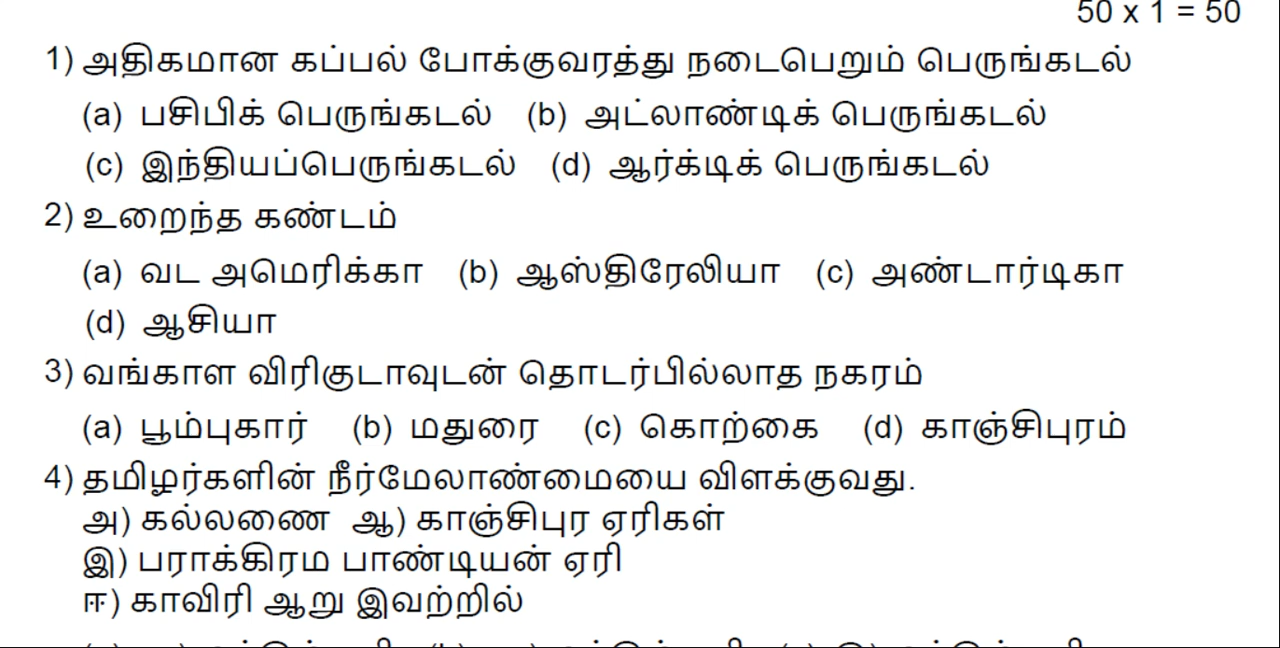 50 x 1 = 50
1) அதிகமான கப்பல் போக்குவரத்து நடைபெறும் பெருங்கடல்
(a) பசிபிக் பெருங்கடல் (b) அட்லாண்டிக் பெருங்கடல்
(c) இந்தியப்பெருங்கடல் (d) ஆர்க்டிக் பெருங்கடல்
2) உறைந்த கண்டம்
(a) வட அமெரிக்கா (b) ஆஸ்திரேலியா (c) அண்டார்டிகா
(d) ஆசியா
3) வங்காள விரிகுடாவுடன் தொடர்பில்லாத நகரம்
(a) பூம்புகார் (b) மதுரை (c) கொற்கை (d) காஞ்சிபுரம்
4) தமிழர்களின் நீர்மேலாண்மையை விளக்குவது.
அ) கல்லணை ஆ) காஞ்சிபுர ஏரிகள்
இ) பராக்கிரம பாண்டியன் ஏரி
ஈ) காவிரி ஆறு இவற்றில்